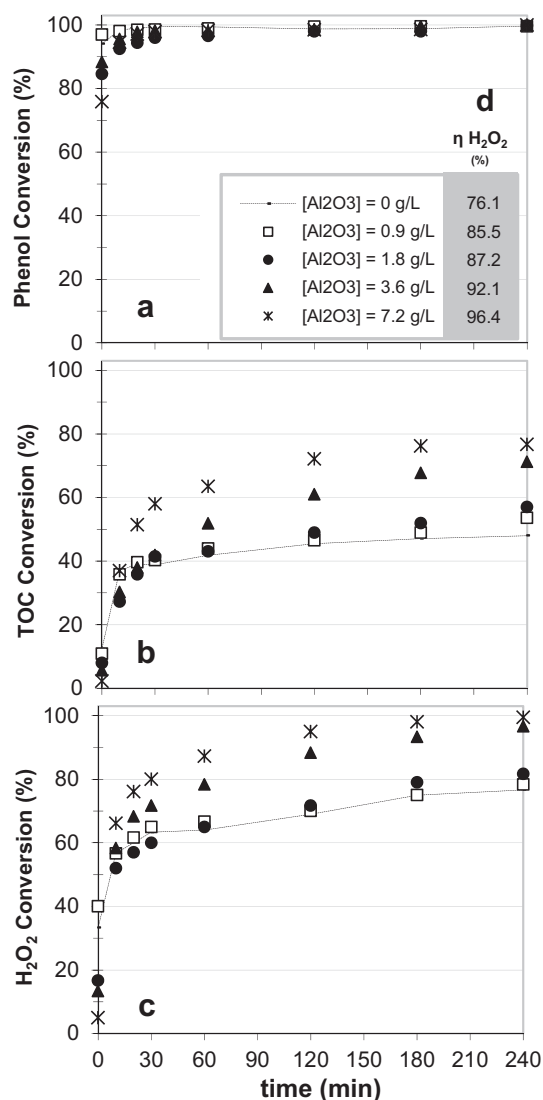 100
80
60
40
20
0
Phenol Conversion (%)
a
d
η H₂O₂
(%)
[Al2O3] = 0 g/L 76.1
[Al2O3] = 0.9 g/L 85.5
[Al2O3] = 1.8 g/L 87.2
[Al2O3] = 3.6 g/L 92.1
[Al2O3] = 7.2 g/L 96.4
100
80
60
40
20
0
TOC Conversion (%)
b
100
80
60
40
20
0
H₂O₂ Conversion (%)
c
0 30 60 90 120 150 180 210 240
time (min)